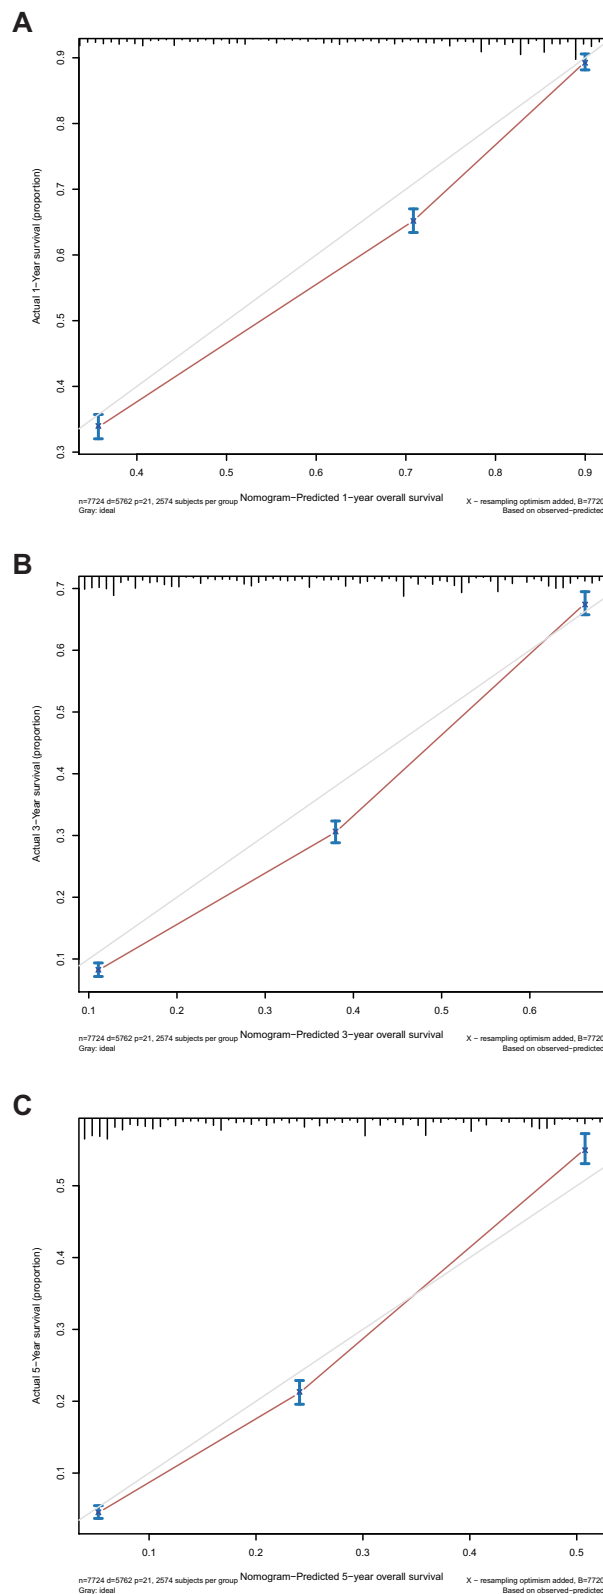 A
0.9
0.8
0.7
0.6
0.5
0.4
0.3
Actual 1−Year survival (proportion)
0.4 0.5 0.6 0.7 0.8 0.9
n=7724 d=5762 p=21, 2574 subjects per group
Gray: ideal
Nomogram−Predicted 1−year overall survival
X − resampling optimism added, B=7720
Based on observed−predicted
B
0.7
0.6
0.5
0.4
0.3
0.2
0.1
Actual 3−Year survival (proportion)
0.1 0.2 0.3 0.4 0.5 0.6
n=7724 d=5762 p=21, 2574 subjects per group
Gray: ideal
Nomogram−Predicted 3−year overall survival
X − resampling optimism added, B=7720
Based on observed−predicted
C
0.5
0.4
0.3
0.2
0.1
Actual 5−Year survival (proportion)
0.1 0.2 0.3 0.4 0.5
n=7724 d=5762 p=21, 2574 subjects per group
Gray: ideal
Nomogram−Predicted 5−year overall survival
X − resampling optimism added, B=7720
Based on observed−predicted